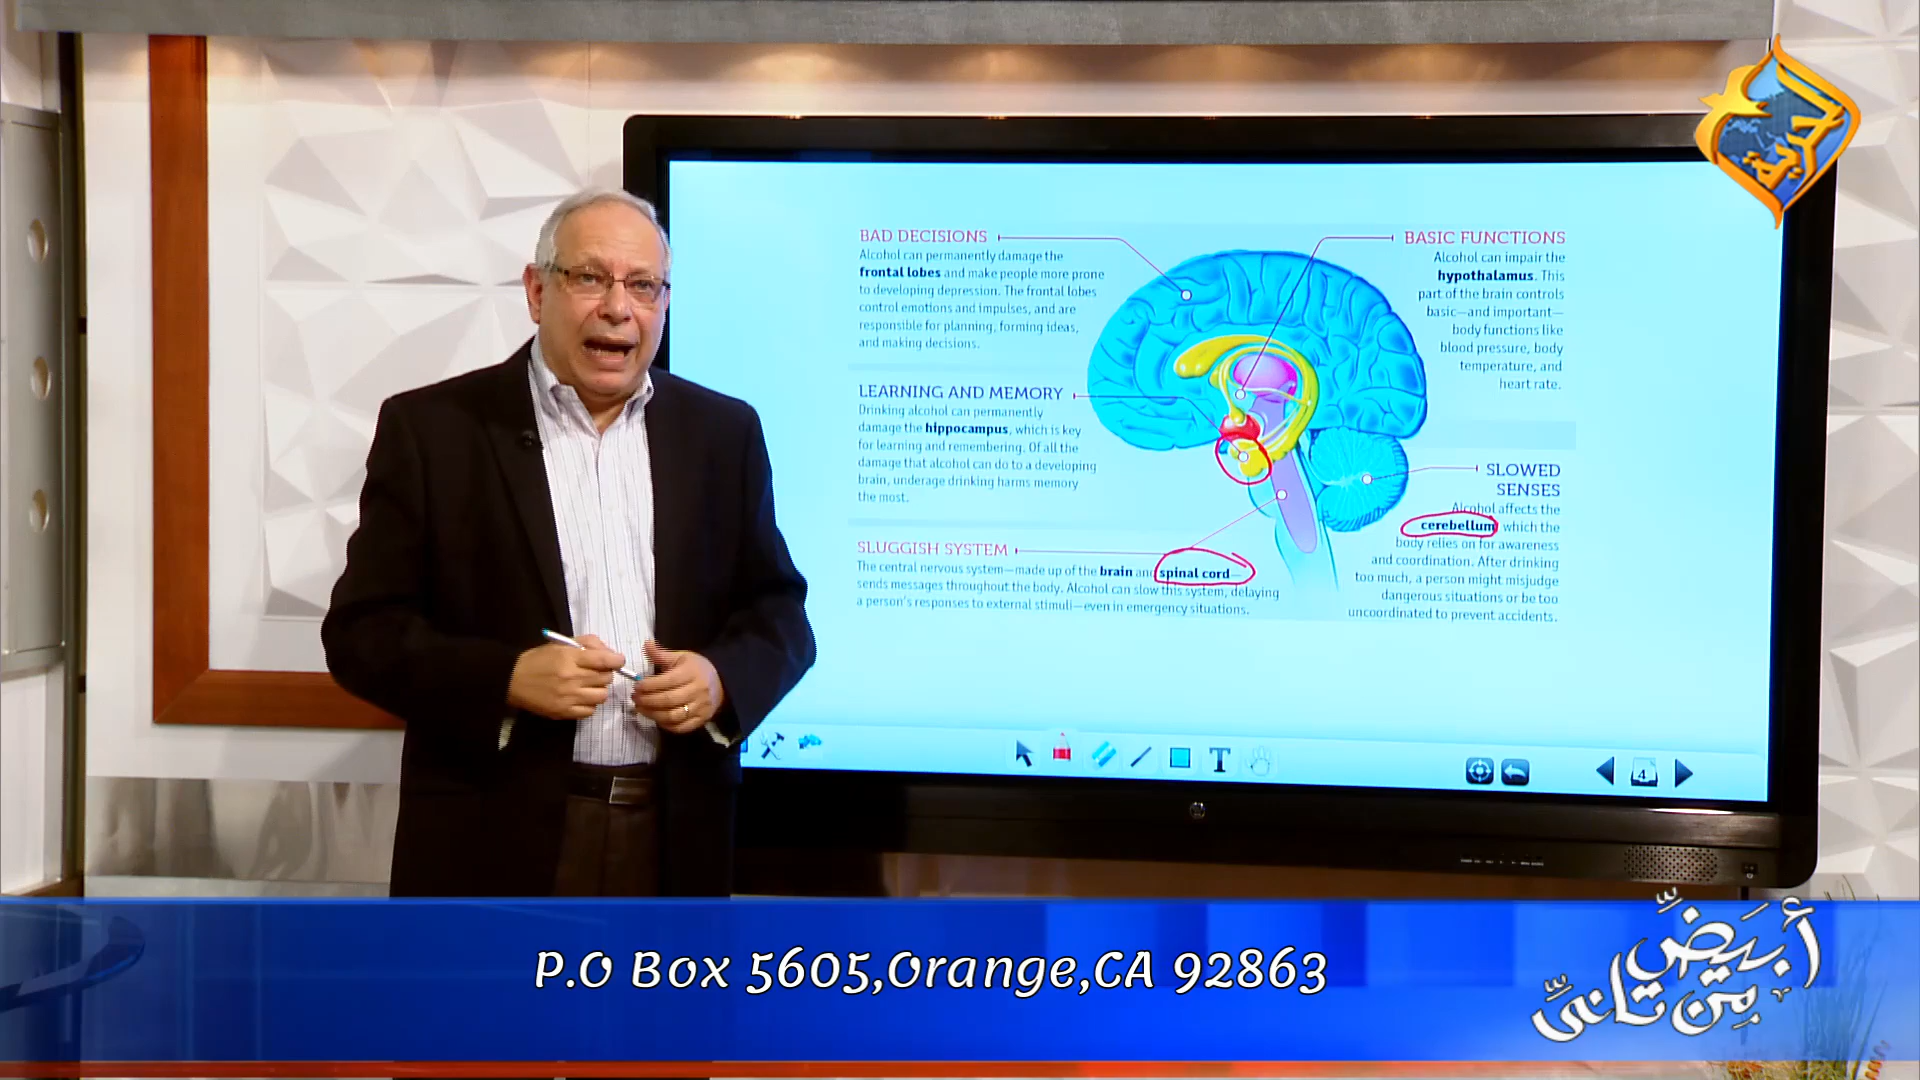 الحرية
BAD DECISIONS
Alcohol can permanently damage the
frontal lobes and make people more prone
to developing depression. The frontal lobes
control emotions and impulses, and are
responsible for planning, forming ideas,
and making decisions.
LEARNING AND MEMORY
Drinking alcohol can permanently
damage the hippocampus, which is key
for learning and remembering. Of all the
damage that alcohol can do to a developing
brain, underage drinking harms memory
the most.
SLUGGISH SYSTEM
The central nervous system—made up of the brain and spinal cord—
sends messages throughout the body. Alcohol can slow this system, delaying
a person's responses to external stimuli—even in emergency situations.
BASIC FUNCTIONS
Alcohol can impair the
hypothalamus. This
part of the brain controls
basic—and important—
body functions like
blood pressure, body
temperature, and
heart rate.
SLOWED
SENSES
Alcohol affects the
cerebellum, which the
body relies on for awareness
and coordination. After drinking
too much, a person might misjudge
dangerous situations or be too
uncoordinated to prevent accidents.
T
4
hp
P.O Box 5605,Orange,CA 92863
أبيَضِّ
مِن تانىِّ